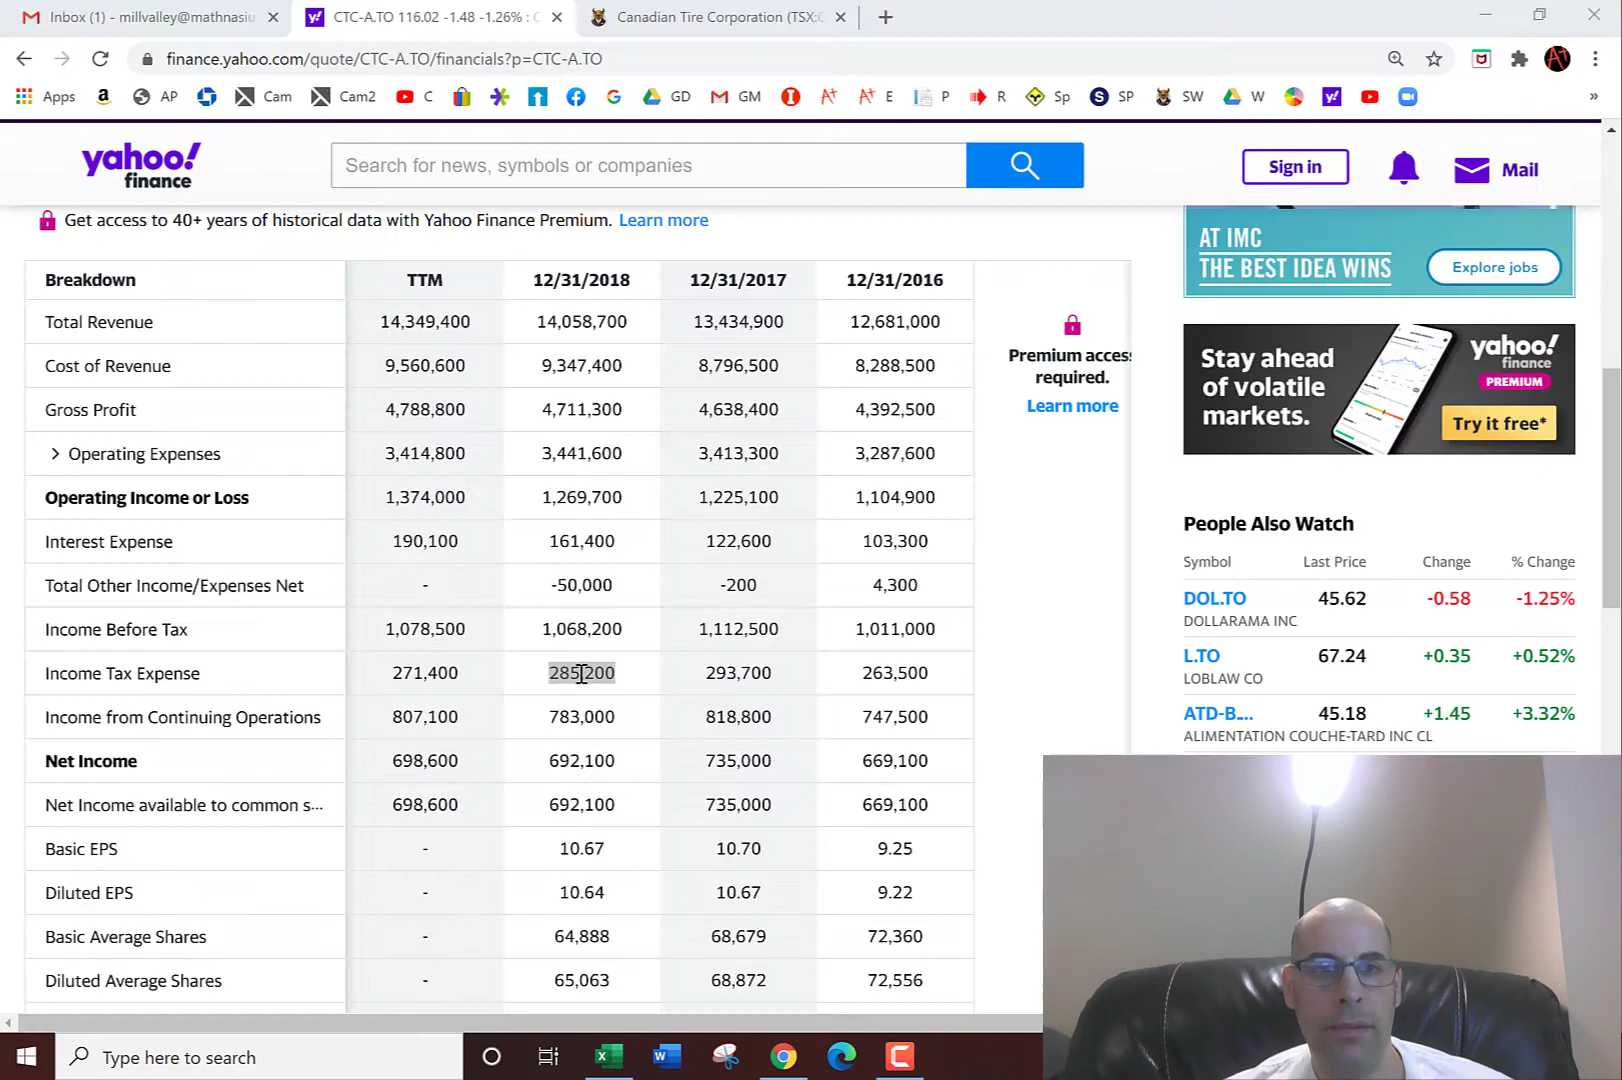 Inbox (1) - millvalley@mathnasiu
CTC-A.TO 116.02 -1.48 -1.26% : C
Canadian Tire Corporation (TSX:C
finance.yahoo.com/quote/CTC-A.TO/financials?p=CTC-A.TO
Apps AP Cam Cam2 C GD GM I A+ E P R Sp SP SW W »
yahoo!
finance
Search for news, symbols or companies
Sign in
Mail
Get access to 40+ years of historical data with Yahoo Finance Premium. Learn more
Breakdown TTM 12/31/2018 12/31/2017 12/31/2016
Total Revenue 14,349,400 14,058,700 13,434,900 12,681,000
Cost of Revenue 9,560,600 9,347,400 8,796,500 8,288,500
Gross Profit 4,788,800 4,711,300 4,638,400 4,392,500
Operating Expenses 3,414,800 3,441,600 3,413,300 3,287,600
Operating Income or Loss 1,374,000 1,269,700 1,225,100 1,104,900
Interest Expense 190,100 161,400 122,600 103,300
Total Other Income/Expenses Net - -50,000 -200 4,300
Income Before Tax 1,078,500 1,068,200 1,112,500 1,011,000
Income Tax Expense 271,400 285,200 293,700 263,500
Income from Continuing Operations 807,100 783,000 818,800 747,500
Net Income 698,600 692,100 735,000 669,100
Net Income available to common s... 698,600 692,100 735,000 669,100
Basic EPS - 10.67 10.70 9.25
Diluted EPS - 10.64 10.67 9.22
Basic Average Shares - 64,888 68,679 72,360
Diluted Average Shares - 65,063 68,872 72,556
Premium access
required.
Learn more
AT IMC
THE BEST IDEA WINS
Explore jobs
Stay ahead
of volatile
markets.
yahoo!
finance
PREMIUM
Try it free*
People Also Watch
Symbol Last Price Change % Change
DOL.TO 45.62 -0.58 -1.25%
DOLLARAMA INC
L.TO 67.24 +0.35 +0.52%
LOBLAW CO
ATD-B.... 45.18 +1.45 +3.32%
ALIMENTATION COUCHE-TARD INC CL
Type here to search